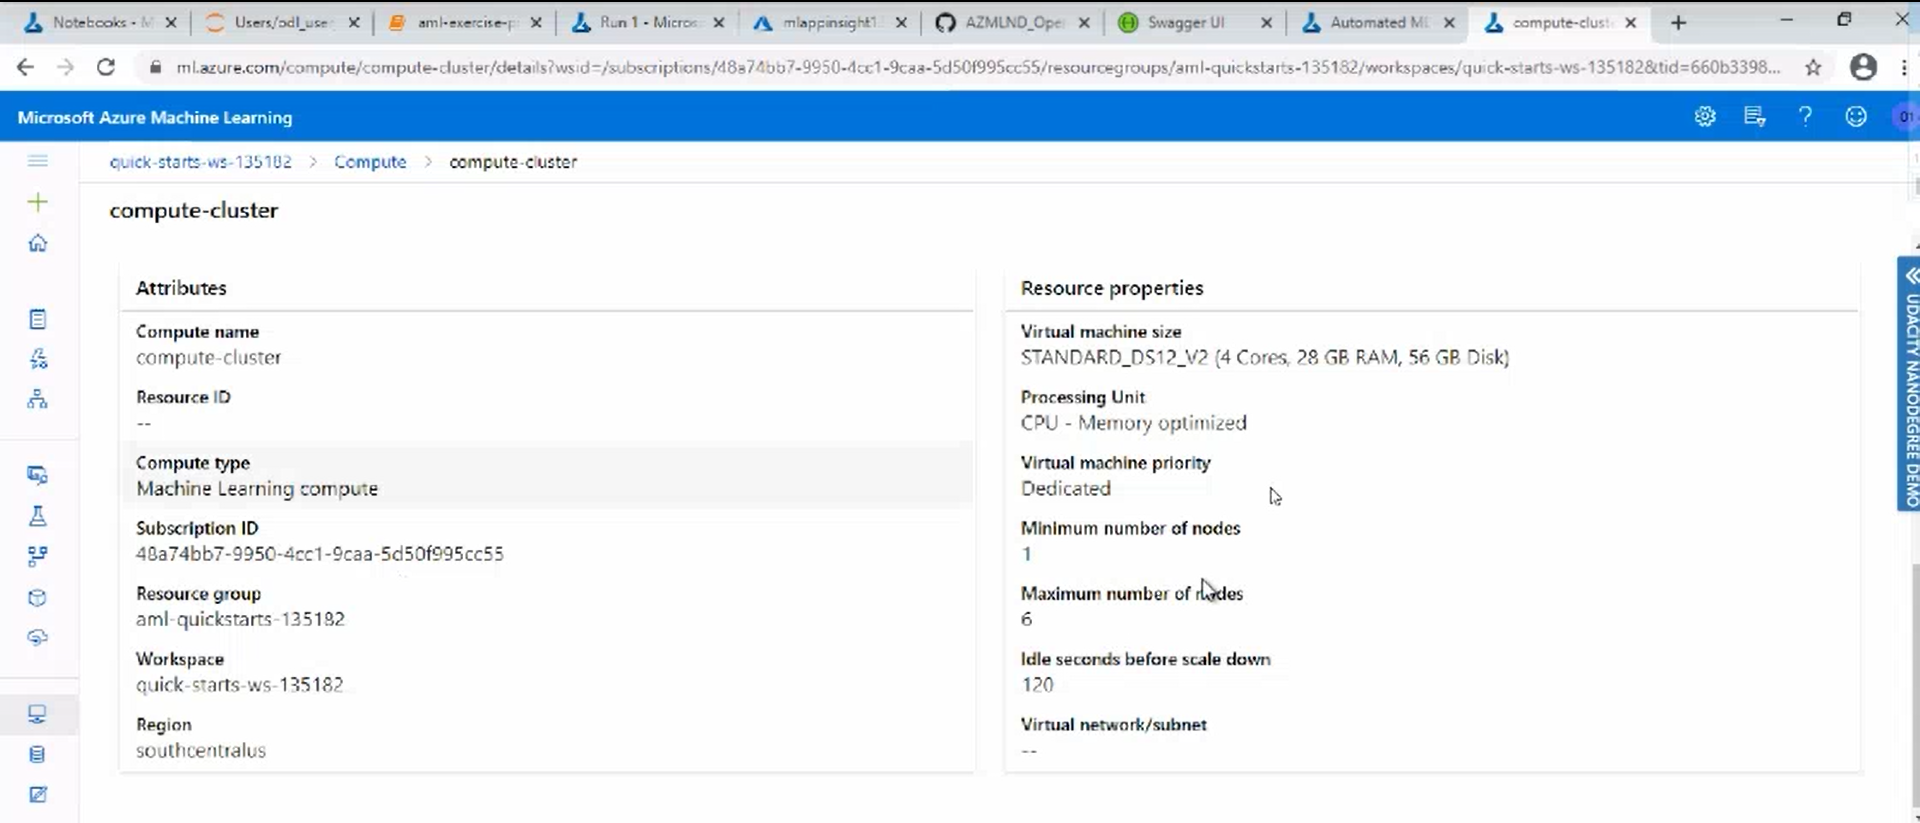 Notebooks - M
Users/odl_use
aml-exercise-p
Run 1 - Micros
mlappinsight1
AZMLND_Ope
Swagger UI
Automated ML
compute-clust
ml.azure.com/compute/compute-cluster/details?wsid=/subscriptions/48a74bb7-9950-4cc1-9caa-5d50f995cc55/resourcegroups/aml-quickstarts-135182/workspaces/quick-starts-ws-135182&tid=660b3398...
Microsoft Azure Machine Learning
01
quick-starts-ws-135182 > Compute > compute-cluster
compute-cluster
Attributes
Compute name
compute-cluster
Resource ID
--
Compute type
Machine Learning compute
Subscription ID
48a74bb7-9950-4cc1-9caa-5d50f995cc55
Resource group
aml-quickstarts-135182
Workspace
quick-starts-ws-135182
Region
southcentralus
Resource properties
Virtual machine size
STANDARD_DS12_V2 (4 Cores, 28 GB RAM, 56 GB Disk)
Processing Unit
CPU - Memory optimized
Virtual machine priority
Dedicated
Minimum number of nodes
1
Maximum number of nodes
6
Idle seconds before scale down
120
Virtual network/subnet
--
UDACITY NANODEGREE DEMO